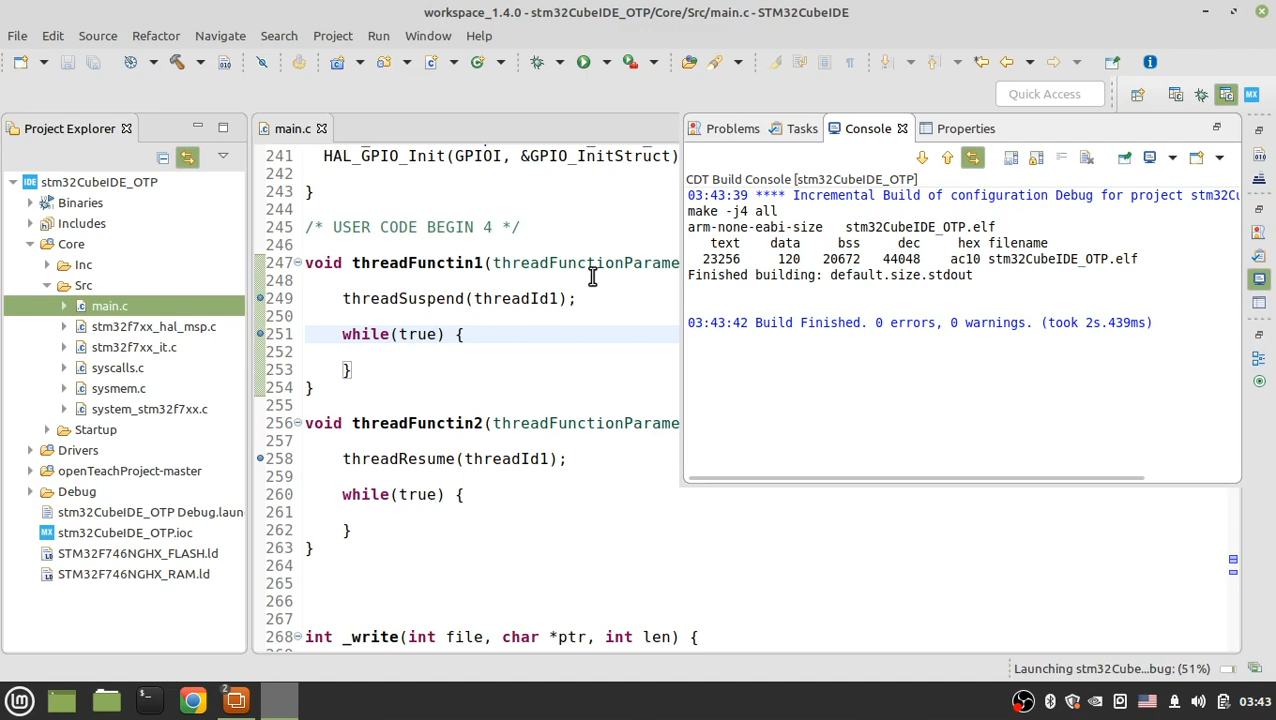 workspace_1.4.0 - stm32CubeIDE_OTP/Core/Src/main.c - STM32CubeIDE
File Edit Source Refactor Navigate Search Project Run Window Help
Quick Access
Project Explorer
main.c
Problems Tasks Console Properties
stm32CubeIDE_OTP
Binaries
Includes
Core
Inc
Src
main.c
stm32f7xx_hal_msp.c
stm32f7xx_it.c
syscalls.c
sysmem.c
system_stm32f7xx.c
Startup
Drivers
openTeachProject-master
Debug
stm32CubeIDE_OTP Debug.laun
stm32CubeIDE_OTP.ioc
STM32F746NGHX_FLASH.ld
STM32F746NGHX_RAM.ld
241 HAL_GPIO_Init(GPIOI, &GPIO_InitStruct)
242
243 }
244
245 /* USER CODE BEGIN 4 */
246
247 void threadFunctin1(threadFunctionParame
248
249 threadSuspend(threadId1);
250
251 while(true) {
252
253 }
254 }
255
256 void threadFunctin2(threadFunctionParame
257
258 threadResume(threadId1);
259
260 while(true) {
261
262 }
263 }
264
265
266
267
268 int _write(int file, char *ptr, int len) {
CDT Build Console [stm32CubeIDE_OTP]
03:43:39 **** Incremental Build of configuration Debug for project stm32Cu
make -j4 all
arm-none-eabi-size stm32CubeIDE_OTP.elf
text data bss dec hex filename
23256 120 20672 44048 ac10 stm32CubeIDE_OTP.elf
Finished building: default.size.stdout
03:43:42 Build Finished. 0 errors, 0 warnings. (took 2s.439ms)
Launching stm32Cube...bug: (51%)
2
03:43